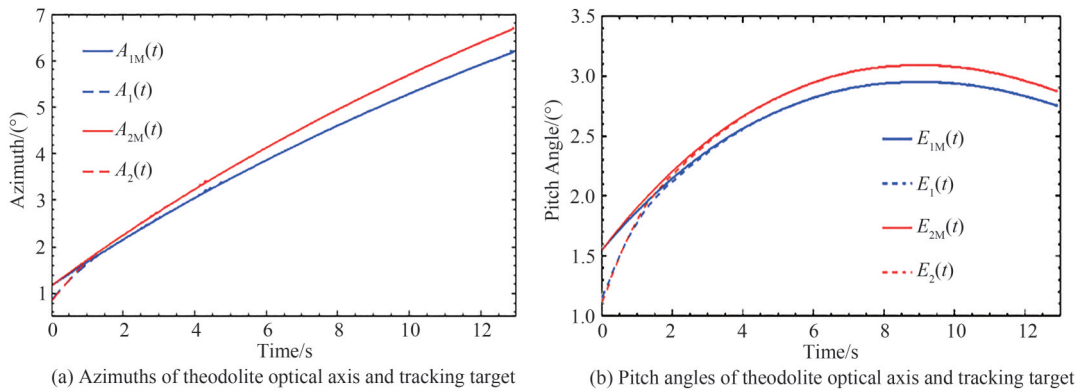 7
6
5
4
3
2
1
Azimuth/(°)
A1M(t)
A1(t)
A2M(t)
A2(t)
0 2 4 6 8 10 12
Time/s
(a) Azimuths of theodolite optical axis and tracking target
3.5
3.0
2.5
2.0
1.5
1.0
Pitch Angle/(°)
E1M(t)
E1(t)
E2M(t)
E2(t)
0 2 4 6 8 10 12
Time/s
(b) Pitch angles of theodolite optical axis and tracking target